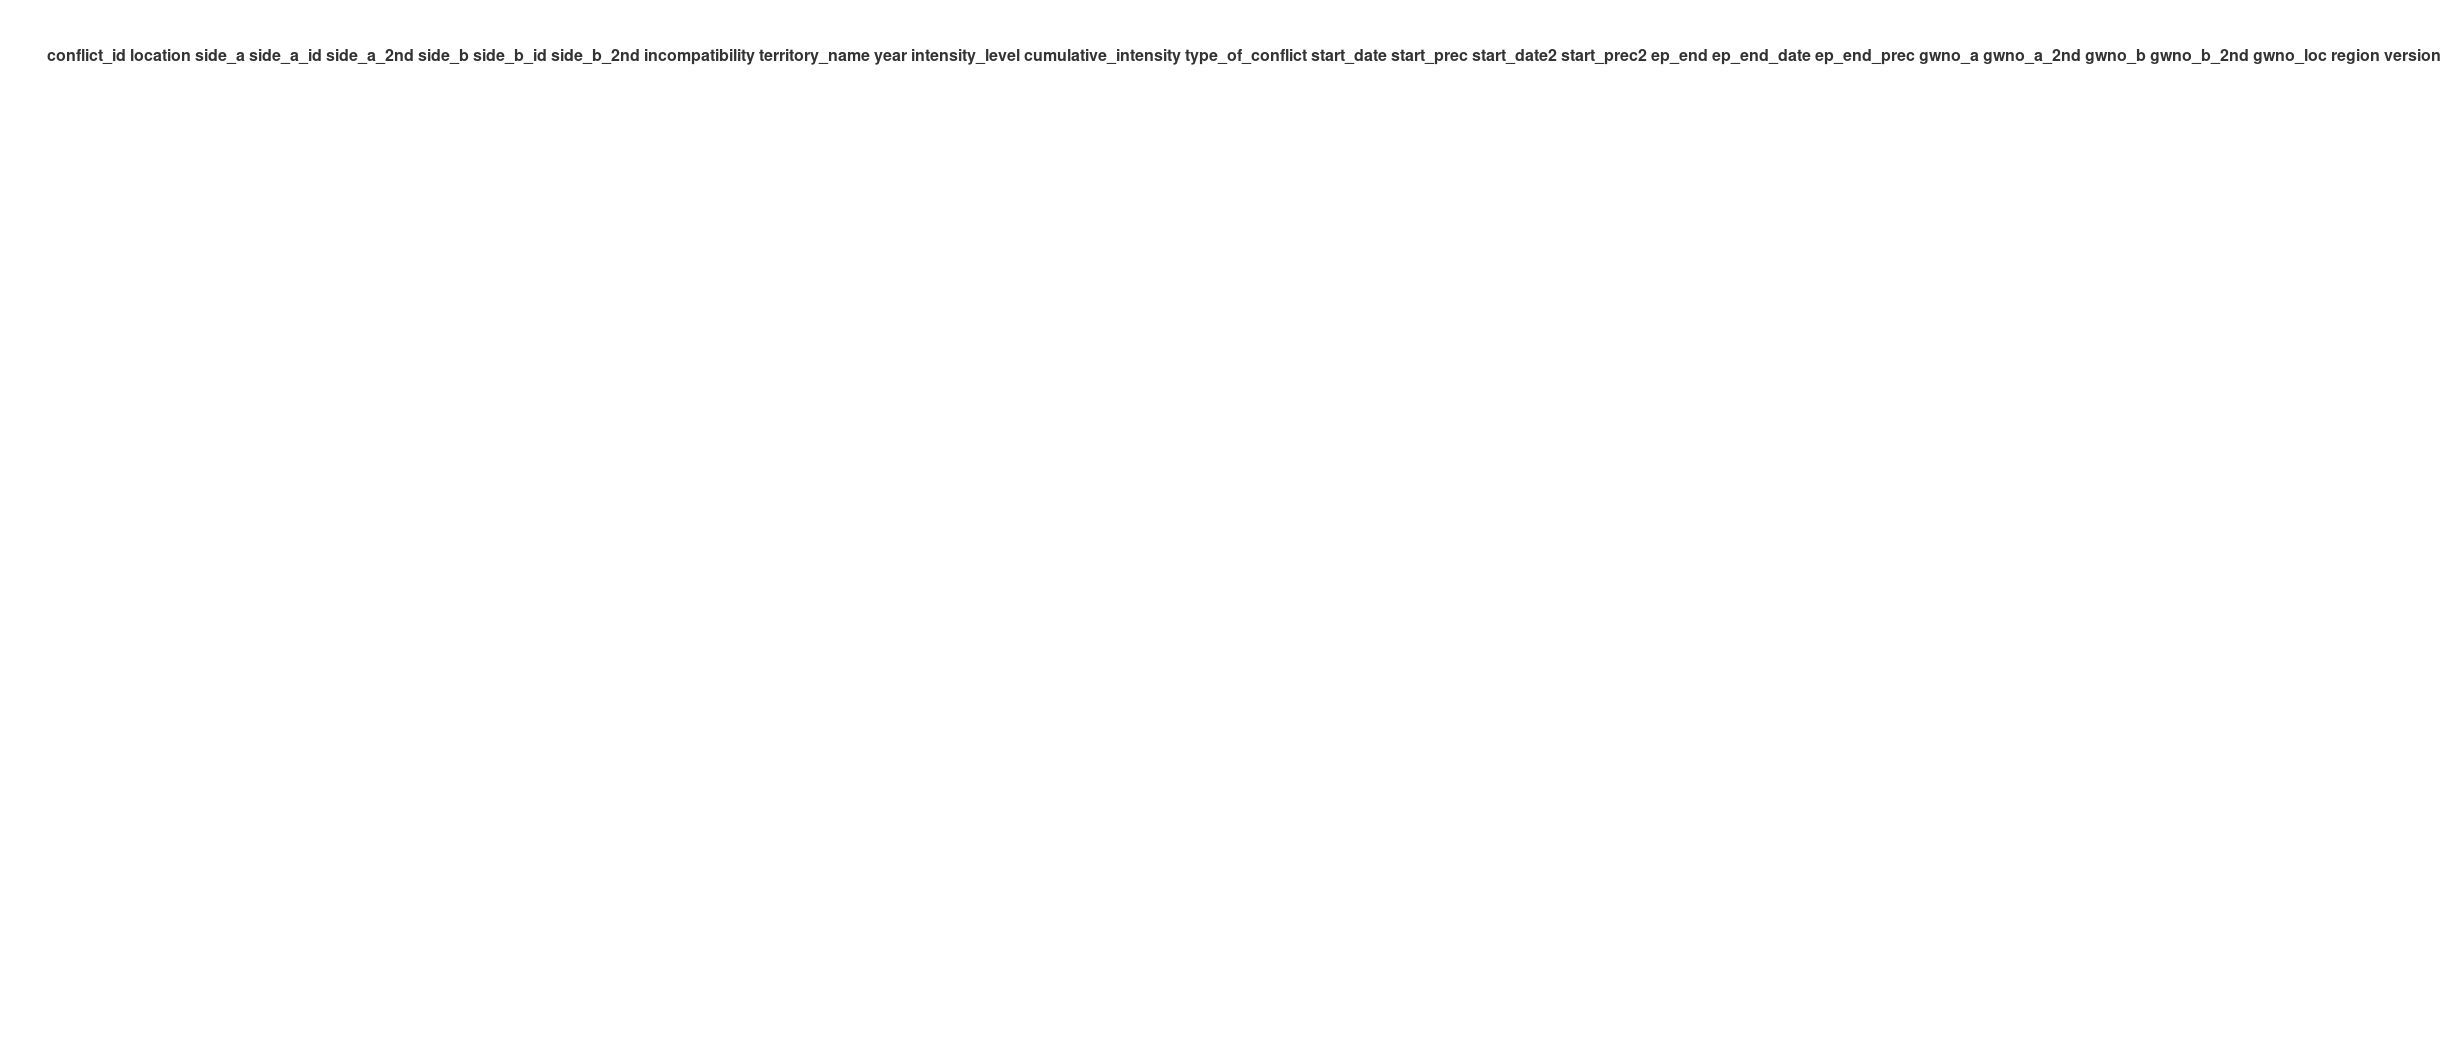 conflict_id location side_a side_a_id side_a_2nd side_b side_b_id side_b_2nd incompatibility territory_name year intensity_level cumulative_intensity type_of_conflict start_date start_prec start_date2 start_prec2 ep_end ep_end_date ep_end_prec gwno_a gwno_a_2nd gwno_b gwno_b_2nd gwno_loc region version